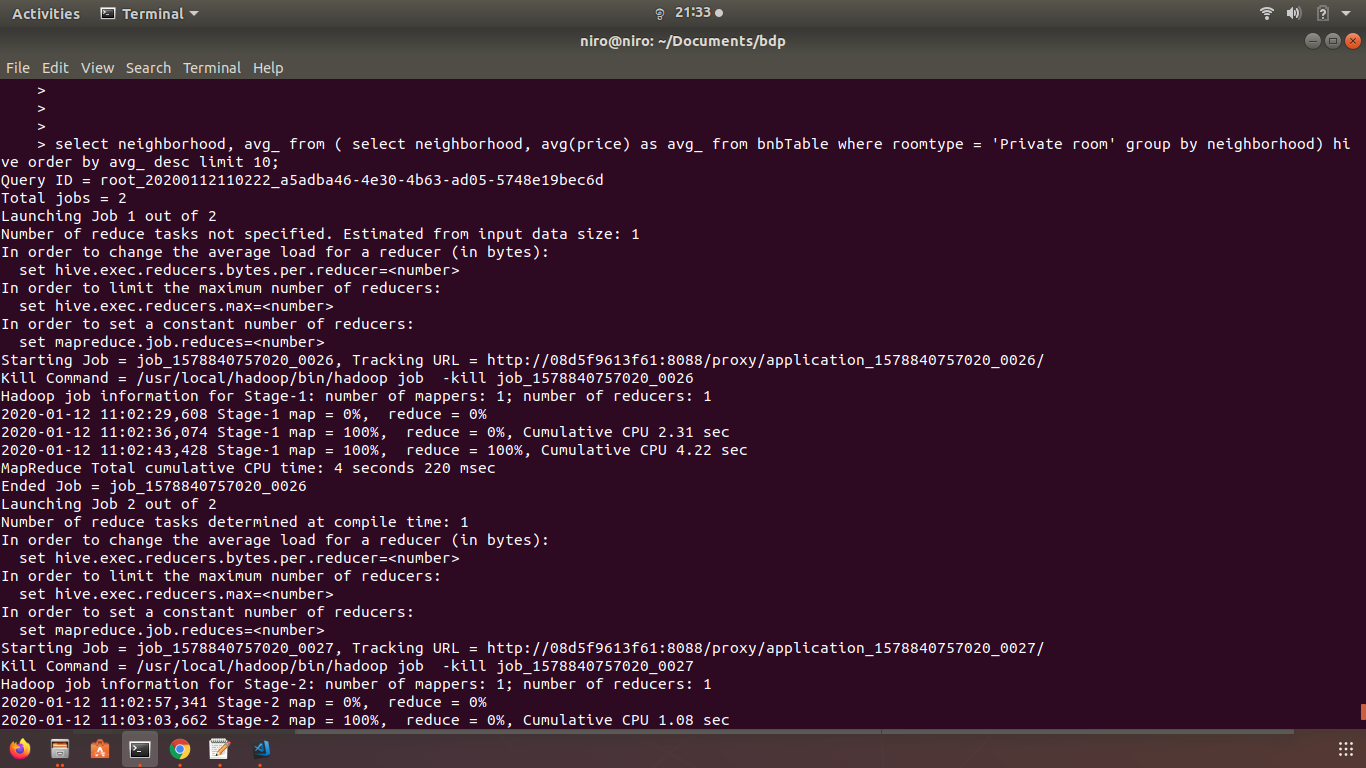 Activities Terminal 21:33
niro@niro: ~/Documents/bdp
File Edit View Search Terminal Help
>
>
>
> select neighborhood, avg_ from ( select neighborhood, avg(price) as avg_ from bnbTable where roomtype = 'Private room' group by neighborhood) hi
ve order by avg_ desc limit 10;
Query ID = root_20200112110222_a5adba46-4e30-4b63-ad05-5748e19bec6d
Total jobs = 2
Launching Job 1 out of 2
Number of reduce tasks not specified. Estimated from input data size: 1
In order to change the average load for a reducer (in bytes):
  set hive.exec.reducers.bytes.per.reducer=<number>
In order to limit the maximum number of reducers:
  set hive.exec.reducers.max=<number>
In order to set a constant number of reducers:
  set mapreduce.job.reduces=<number>
Starting Job = job_1578840757020_0026, Tracking URL = http://08d5f9613f61:8088/proxy/application_1578840757020_0026/
Kill Command = /usr/local/hadoop/bin/hadoop job  -kill job_1578840757020_0026
Hadoop job information for Stage-1: number of mappers: 1; number of reducers: 1
2020-01-12 11:02:29,608 Stage-1 map = 0%,  reduce = 0%
2020-01-12 11:02:36,074 Stage-1 map = 100%,  reduce = 0%, Cumulative CPU 2.31 sec
2020-01-12 11:02:43,428 Stage-1 map = 100%,  reduce = 100%, Cumulative CPU 4.22 sec
MapReduce Total cumulative CPU time: 4 seconds 220 msec
Ended Job = job_1578840757020_0026
Launching Job 2 out of 2
Number of reduce tasks determined at compile time: 1
In order to change the average load for a reducer (in bytes):
  set hive.exec.reducers.bytes.per.reducer=<number>
In order to limit the maximum number of reducers:
  set hive.exec.reducers.max=<number>
In order to set a constant number of reducers:
  set mapreduce.job.reduces=<number>
Starting Job = job_1578840757020_0027, Tracking URL = http://08d5f9613f61:8088/proxy/application_1578840757020_0027/
Kill Command = /usr/local/hadoop/bin/hadoop job  -kill job_1578840757020_0027
Hadoop job information for Stage-2: number of mappers: 1; number of reducers: 1
2020-01-12 11:02:57,341 Stage-2 map = 0%,  reduce = 0%
2020-01-12 11:03:03,662 Stage-2 map = 100%,  reduce = 0%, Cumulative CPU 1.08 sec